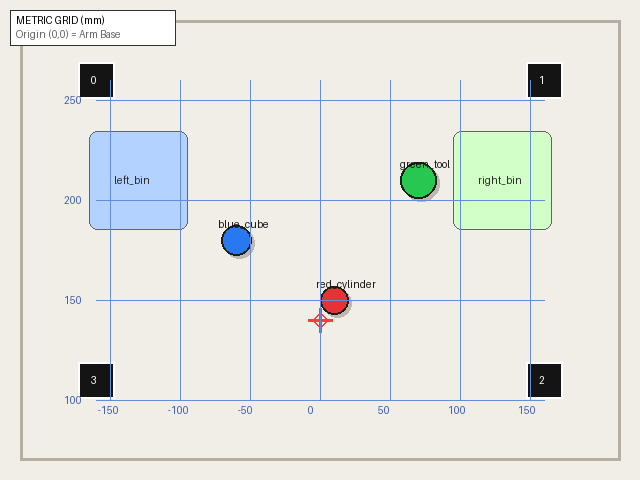 METRIC GRID (mm)
Origin (0,0) = Arm Base
0
1
250
green_tool
left_bin
right_bin
200
blue_cube
red_cylinder
150
3
2
100
-150
-100
-50
0
50
100
150